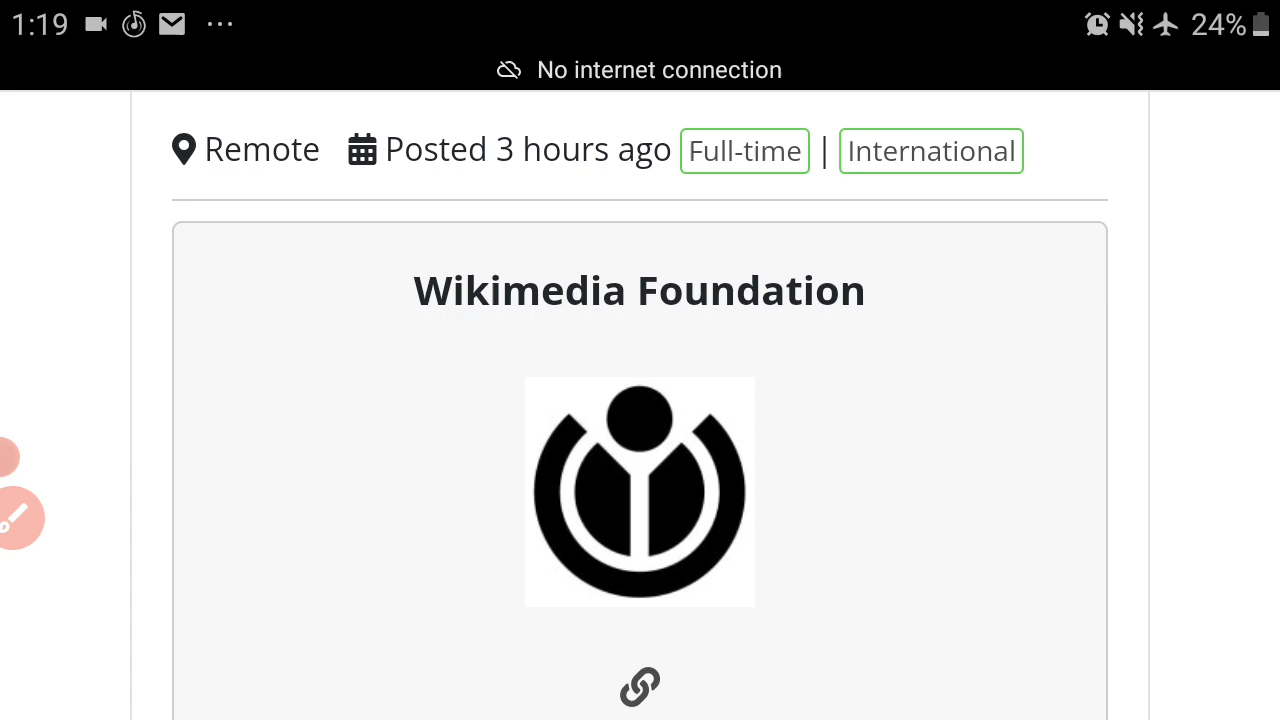 1:19 24%
No internet connection
Remote Posted 3 hours ago Full-time | International
Wikimedia Foundation